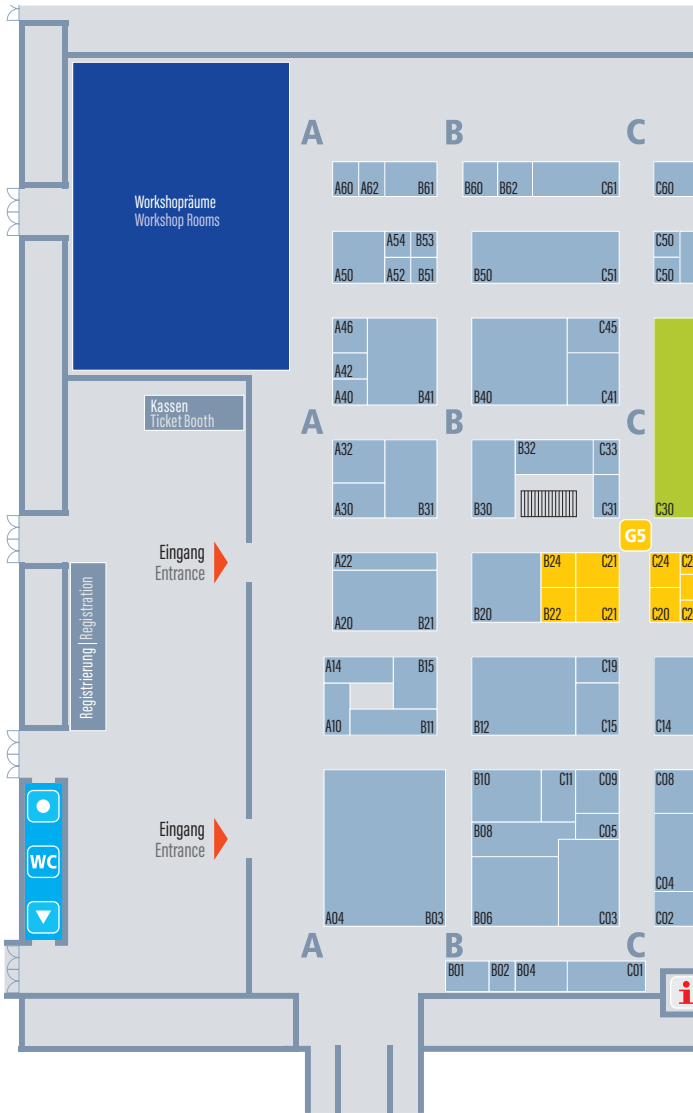 Workshopräume
Workshop Rooms
A B C
A60 A62 B61 B60 B62 C61 C60
A54 B53 C50
A50 A52 B51 B50 C51 C50
A46 C45
A42
A40 B41 B40 C41
Kassen
Ticket Booth
A B C
A32 B32 C33
A30 B31 B30 C31 C30
G5
Eingang
Entrance
A22 B24 C21 C24
A20 B21 B20 B22 C21 C20
Registrierung | Registration
A14 B15 C19
A10 B11 B12 C15 C14
B10 C11 C09 C08
B08 C05
Eingang
Entrance
WC
C04
A04 B03 B06 C03 C02
A B C
B01 B02 B04 C01
i